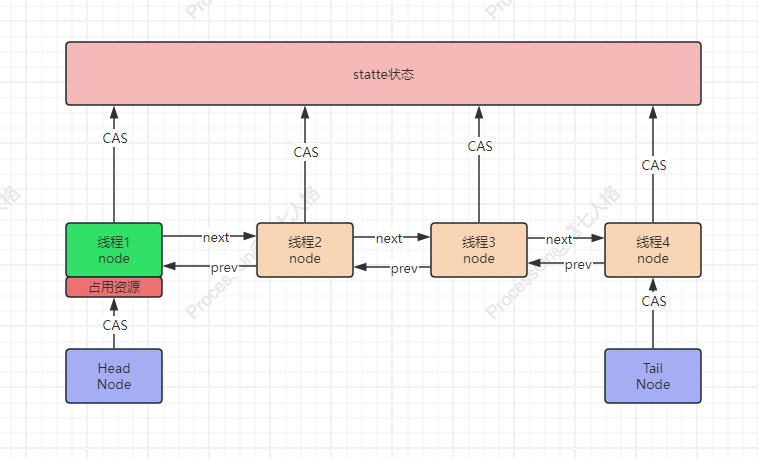 statte状态
CAS
CAS
CAS
CAS
线程1
node
next
prev
线程2
node
next
prev
线程3
node
next
prev
线程4
node
占用资源
CAS
CAS
Head
Node
Tail
Node